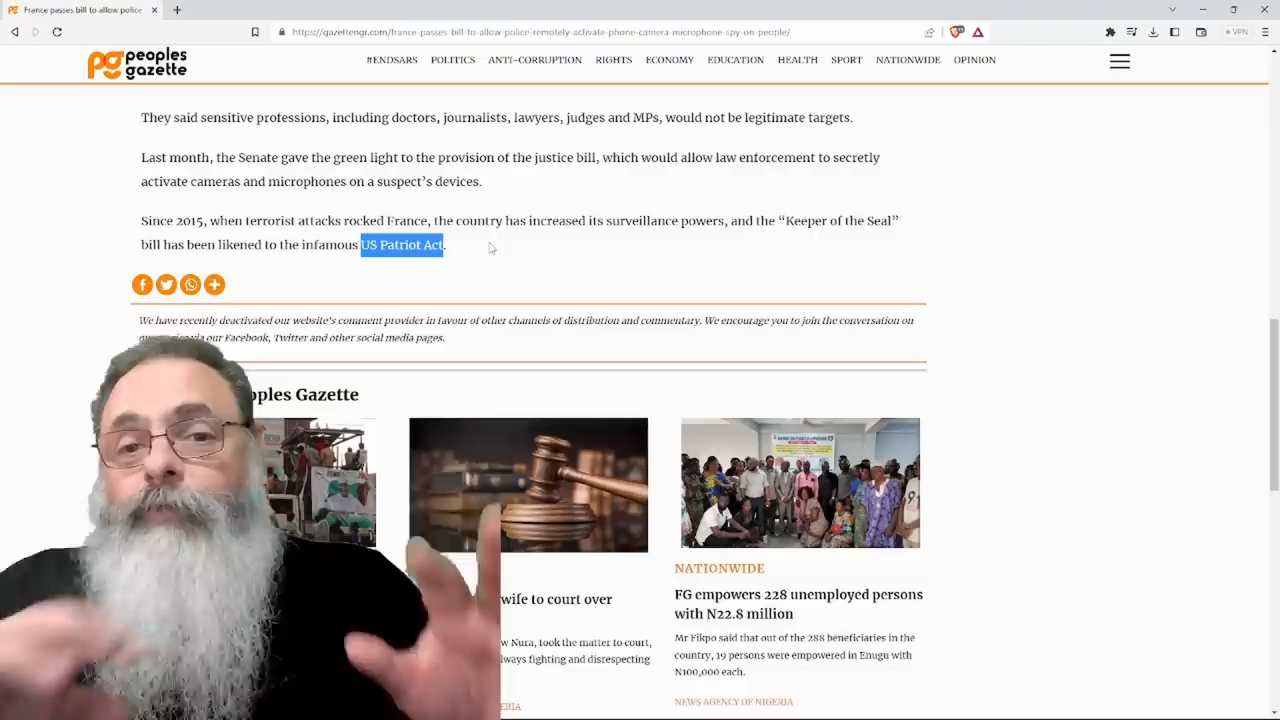 France passes bill to allow police
https://gazettengr.com/france-passes-bill-to-allow-police-remotely-activate-phone-camera-microphone-spy-on-people/
VPN
peoples
gazette
#ENDSARS POLITICS ANTI-CORRUPTION RIGHTS ECONOMY EDUCATION HEALTH SPORT NATIONWIDE OPINION
They said sensitive professions, including doctors, journalists, lawyers, judges and MPs, would not be legitimate targets.
Last month, the Senate gave the green light to the provision of the justice bill, which would allow law enforcement to secretly
activate cameras and microphones on a suspect's devices.
Since 2015, when terrorist attacks rocked France, the country has increased its surveillance powers, and the “Keeper of the Seal”
bill has been likened to the infamous US Patriot Act.
We have recently deactivated our website's comment provider in favour of other channels of distribution and commentary. We encourage you to join the conversation on
via our Facebook, Twitter and other social media pages.
oples Gazette
wife to court over
w Nura, took the matter to court,
lways fighting and disrespecting
ERIA
NATIONWIDE
FG empowers 228 unemployed persons
with N22.8 million
Mr Fikpo said that out of the 288 beneficiaries in the
country, 19 persons were empowered in Enugu with
N100,000 each.
NEWS AGENCY OF NIGERIA